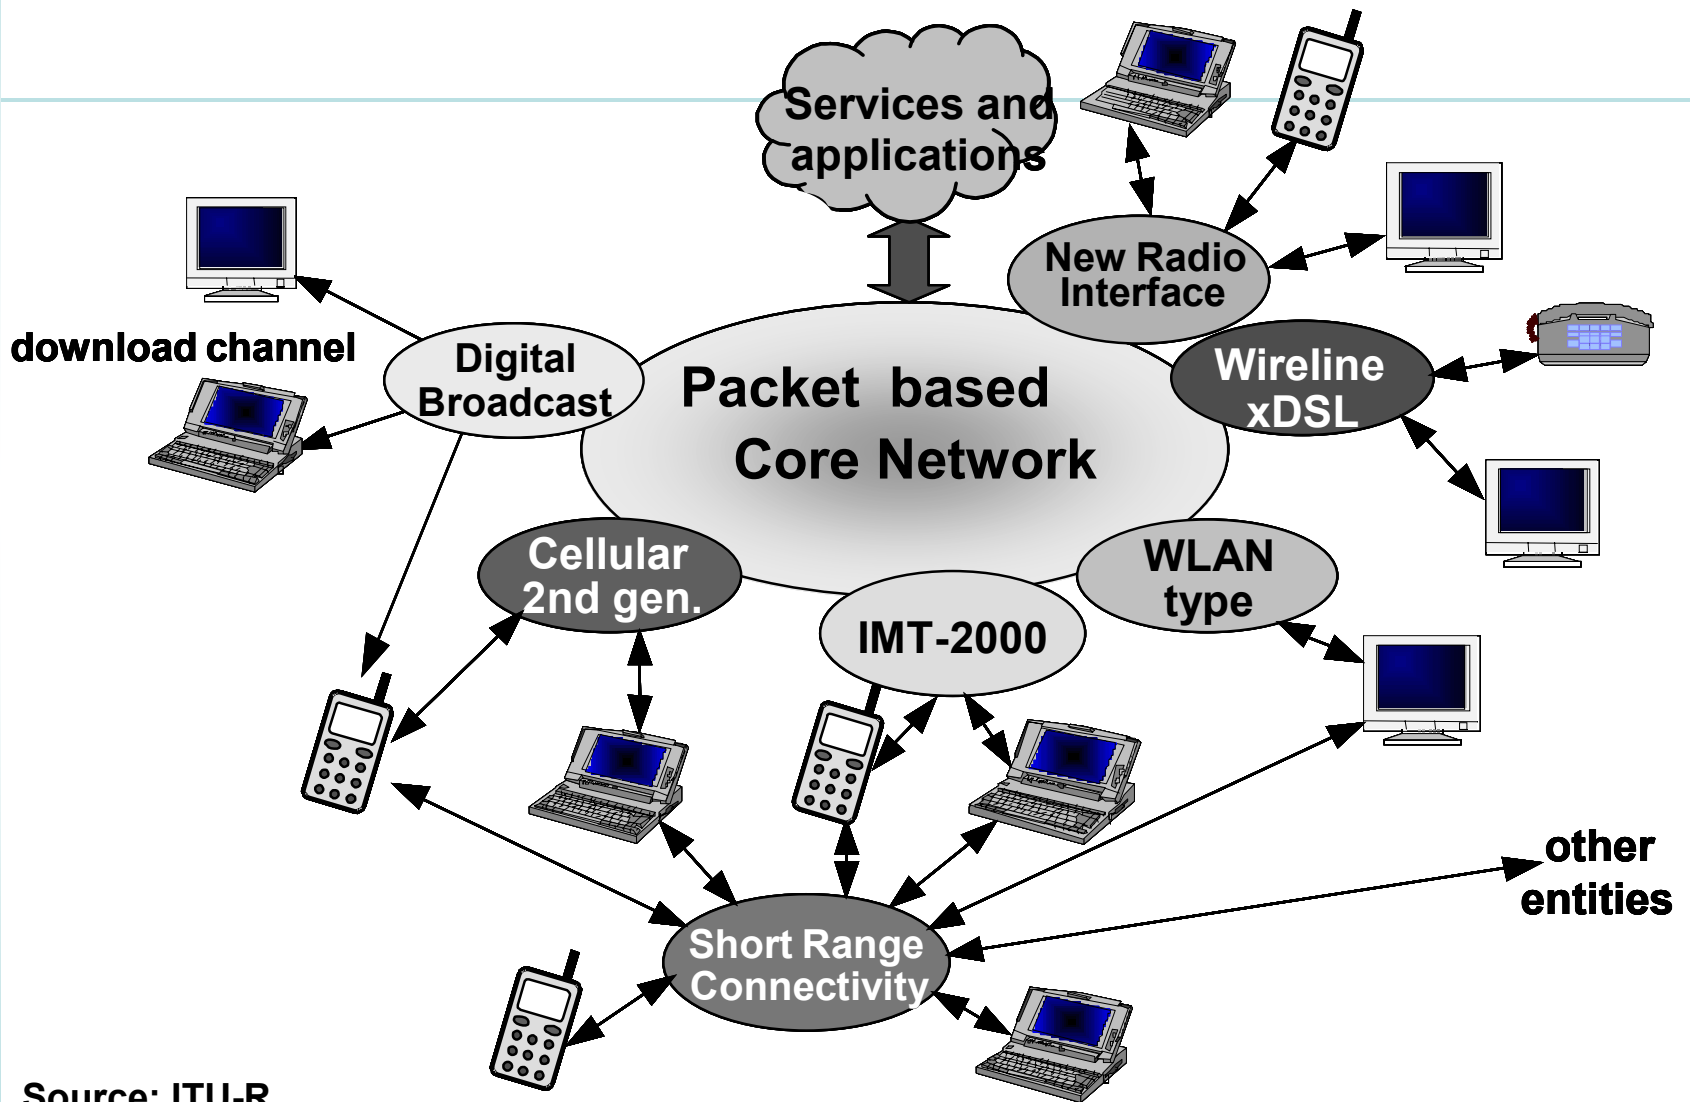 Services and
applications
New Radio
Interface
download channel
Digital
Broadcast
Packet based
Core Network
Wireline
xDSL
Cellular
2nd gen.
IMT-2000
WLAN
type
other
entities
Short Range
Connectivity
Source: ITU-R